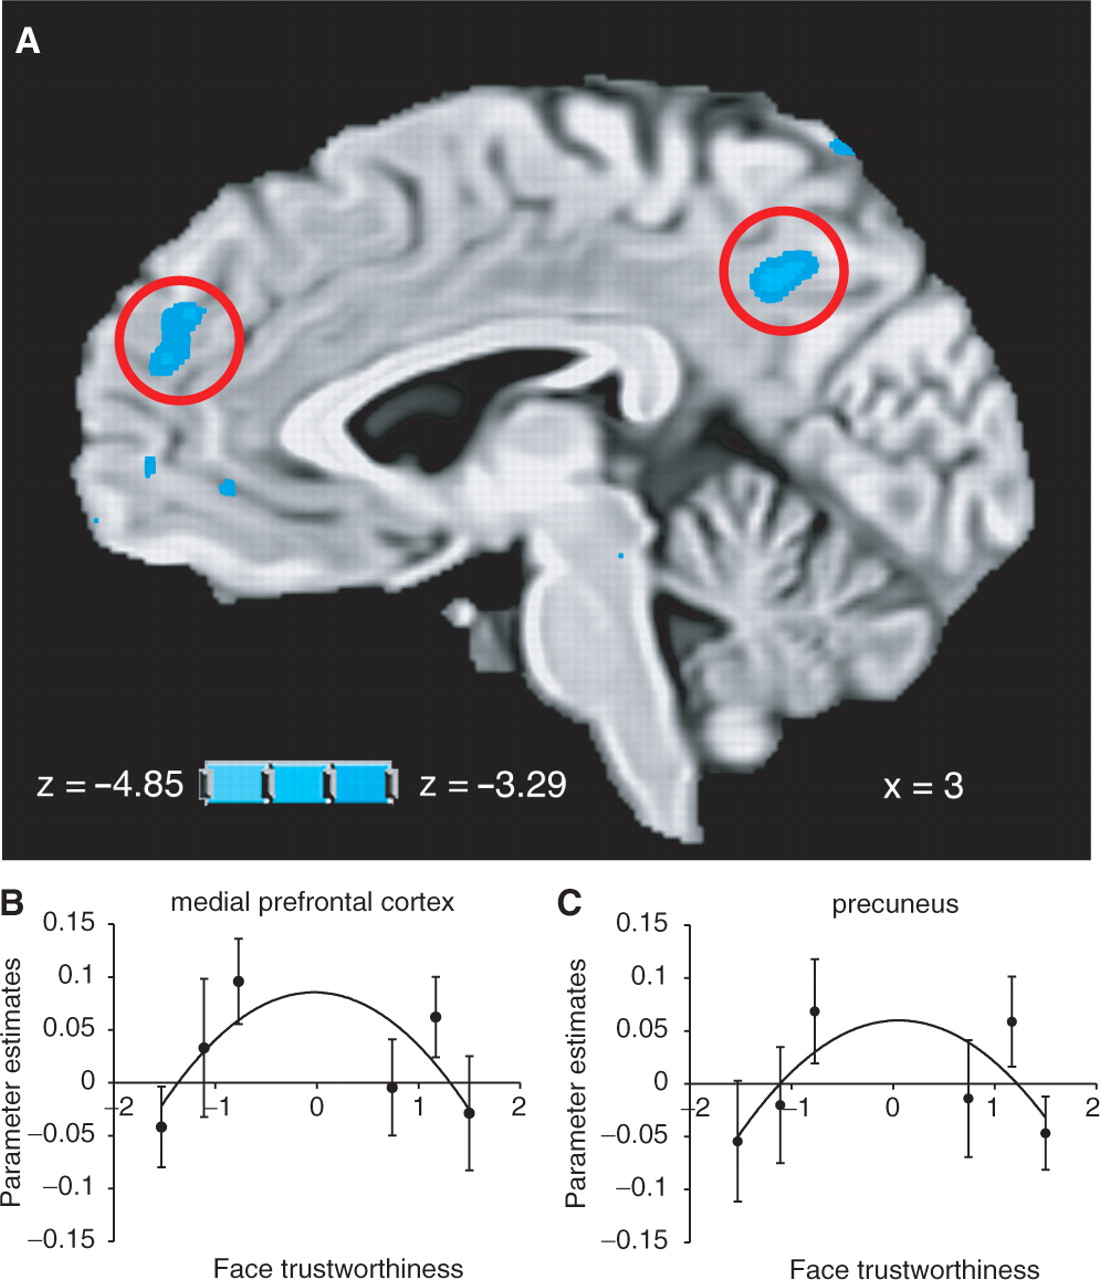 A
z = –4.85
z = –3.29
x = 3
B
medial prefrontal cortex
Parameter estimates
0.15
0.1
0.05
0
–0.05
–0.1
–0.15
–2
–1
0
1
2
Face trustworthiness
C
precuneus
Parameter estimates
0.15
0.1
0.05
0
–0.05
–0.1
–0.15
–2
–1
0
1
2
Face trustworthiness